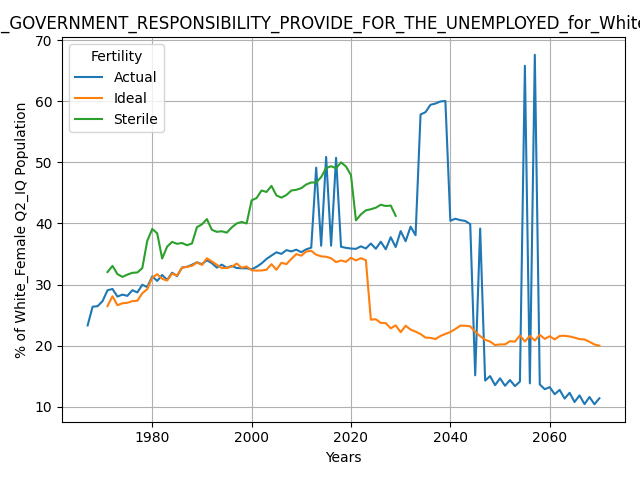 _GOVERNMENT_RESPONSIBILITY_PROVIDE_FOR_THE_UNEMPLOYED_for_White
Fertility
Actual
Ideal
Sterile
% of White_Female Q2_IQ Population
70
60
50
40
30
20
10
1980 2000 2020 2040 2060
Years